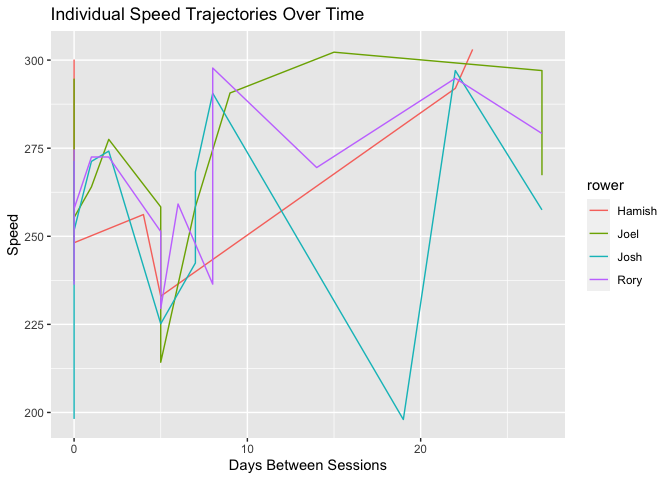 Individual Speed Trajectories Over Time
300
275
250
225
200
Speed
0
10
20
Days Between Sessions
rower
Hamish
Joel
Josh
Rory